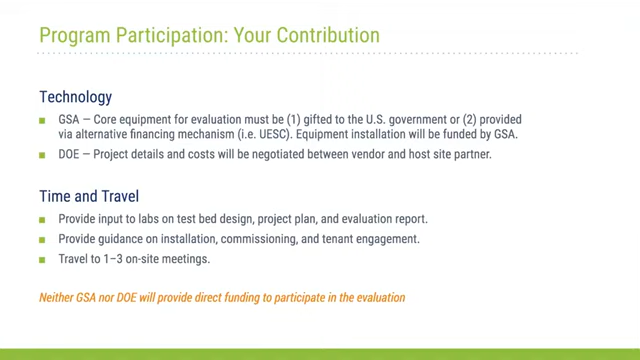 Program Participation: Your Contribution
Technology
GSA — Core equipment for evaluation must be (1) gifted to the U.S. government or (2) provided
via alternative financing mechanism (i.e. UESC). Equipment installation will be funded by GSA.
DOE — Project details and costs will be negotiated between vendor and host site partner.
Time and Travel
Provide input to labs on test bed design, project plan, and evaluation report.
Provide guidance on installation, commissioning, and tenant engagement.
Travel to 1–3 on-site meetings.
Neither GSA nor DOE will provide direct funding to participate in the evaluation